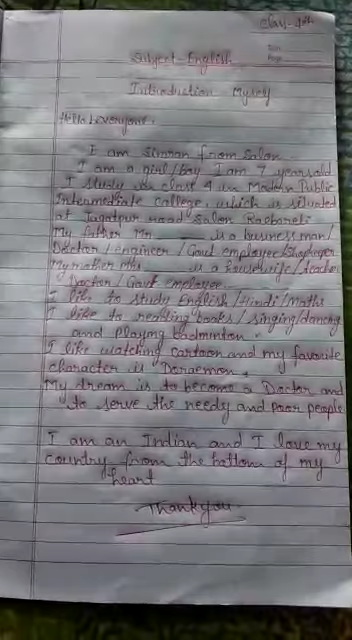 Class-4th
Date
Page
Subject-English
Introduction Myself
Hello Everyone,
I am Simran from Salon.
I am a girl/Boy I am 7 years old
I Study in class 4 in Modern Public
Intermediate College, which is situated
at Jagatpur road Salon Raebareli
My father Mr. __ is a business man/
Doctor/engineer/Govt employee/Shopkeeper
My mother Mrs __ is a housewife/teacher
Doctor/Govt employee
I like to study English/Hindi/Maths
I like to reading books/singing/dancing
and playing badminton.
I like watching cartoon and my favourite
character is Doraemon.
My dream is to become a Doctor and
to serve the needy and poor people
I am an Indian and I love my
country from the bottom of my
heart
Thankyou